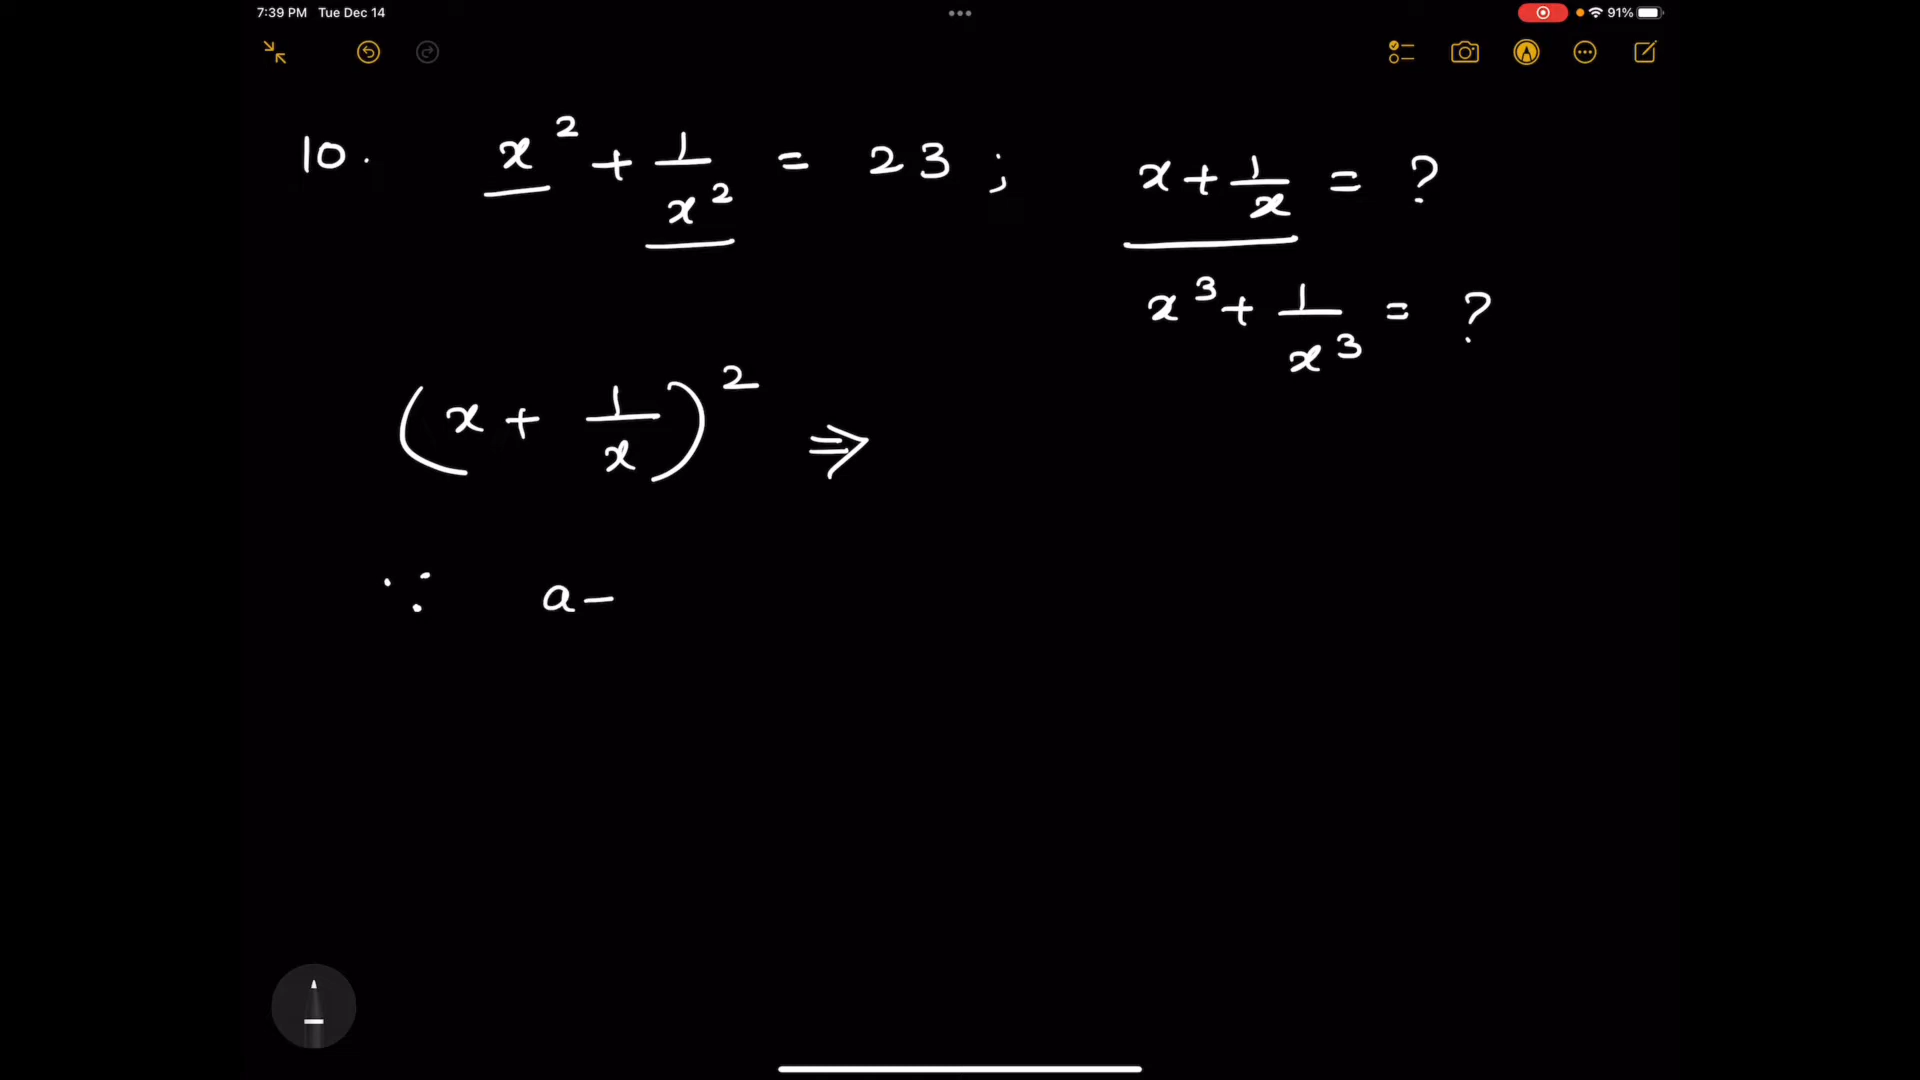 7:39 PM Tue Dec 14
91%
10. x² + 1/x² = 23 ; x + 1/x = ?
x³ + 1/x³ = ?
(x + 1/x)² ⇒
∵ a −